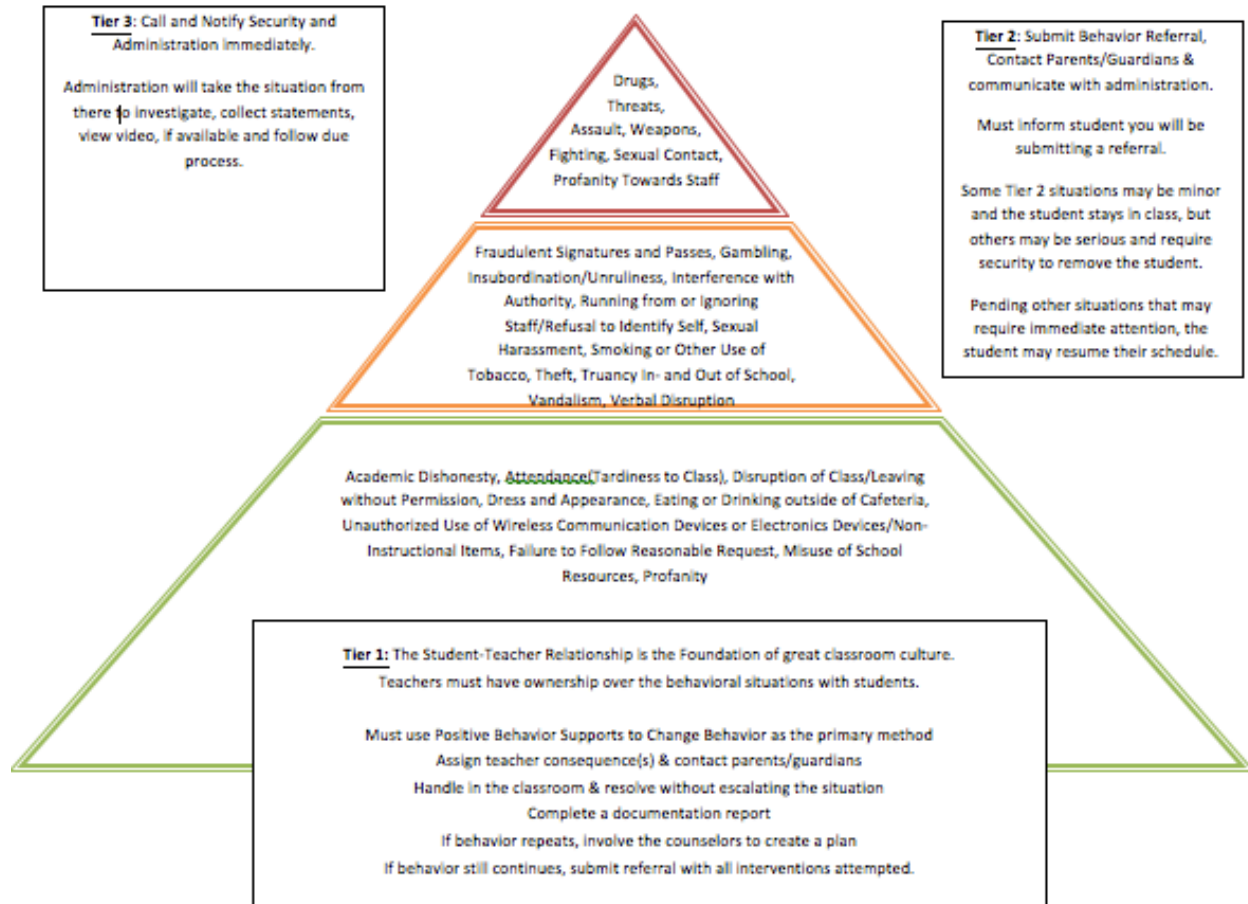 Tier 3: Call and Notify Security and
Administration immediately.
Administration will take the situation from
there to investigate, collect statements,
view video, if available and follow due
process.
Drugs,
Threats,
Assault, Weapons,
Fighting, Sexual Contact,
Profanity Towards Staff
Tier 2: Submit Behavior Referral,
Contact Parents/Guardians &
communicate with administration.
Must inform student you will be
submitting a referral.
Some Tier 2 situations may be minor
and the student stays in class, but
others may be serious and require
security to remove the student.
Pending other situations that may
require immediate attention, the
student may resume their schedule.
Fraudulent Signatures and Passes, Gambling,
Insubordination/Unruliness, Interference with
Authority, Running from or Ignoring
Staff/Refusal to Identify Self, Sexual
Harassment, Smoking or Other Use of
Tobacco, Theft, Truancy In- and Out of School,
Vandalism, Verbal Disruption
Academic Dishonesty, Attendance(Tardiness to Class), Disruption of Class/Leaving
without Permission, Dress and Appearance, Eating or Drinking outside of Cafeteria,
Unauthorized Use of Wireless Communication Devices or Electronics Devices/Non-
Instructional Items, Failure to Follow Reasonable Request, Misuse of School
Resources, Profanity
Tier 1: The Student-Teacher Relationship is the Foundation of great classroom culture.
Teachers must have ownership over the behavioral situations with students.
Must use Positive Behavior Supports to Change Behavior as the primary method
Assign teacher consequence(s) & contact parents/guardians
Handle in the classroom & resolve without escalating the situation
Complete a documentation report
If behavior repeats, involve the counselors to create a plan
If behavior still continues, submit referral with all interventions attempted.